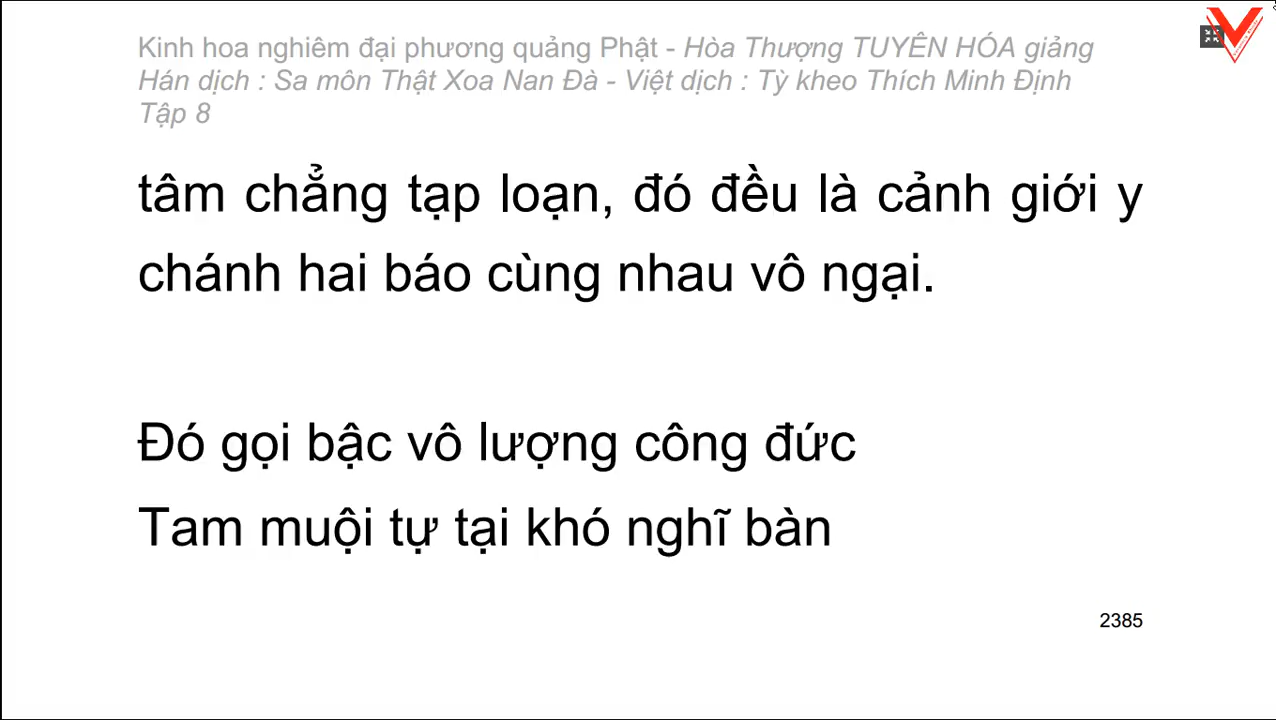 Kinh hoa nghiêm đại phương quảng Phật - Hòa Thượng TUYÊN HÓA giảng
Hán dịch : Sa môn Thật Xoa Nan Đà - Việt dịch : Tỳ kheo Thích Minh Định
Tập 8
tâm chẳng tạp loạn, đó đều là cảnh giới y
chánh hai báo cùng nhau vô ngại.
Đó gọi bậc vô lượng công đức
Tam muội tự tại khó nghĩ bàn
2385